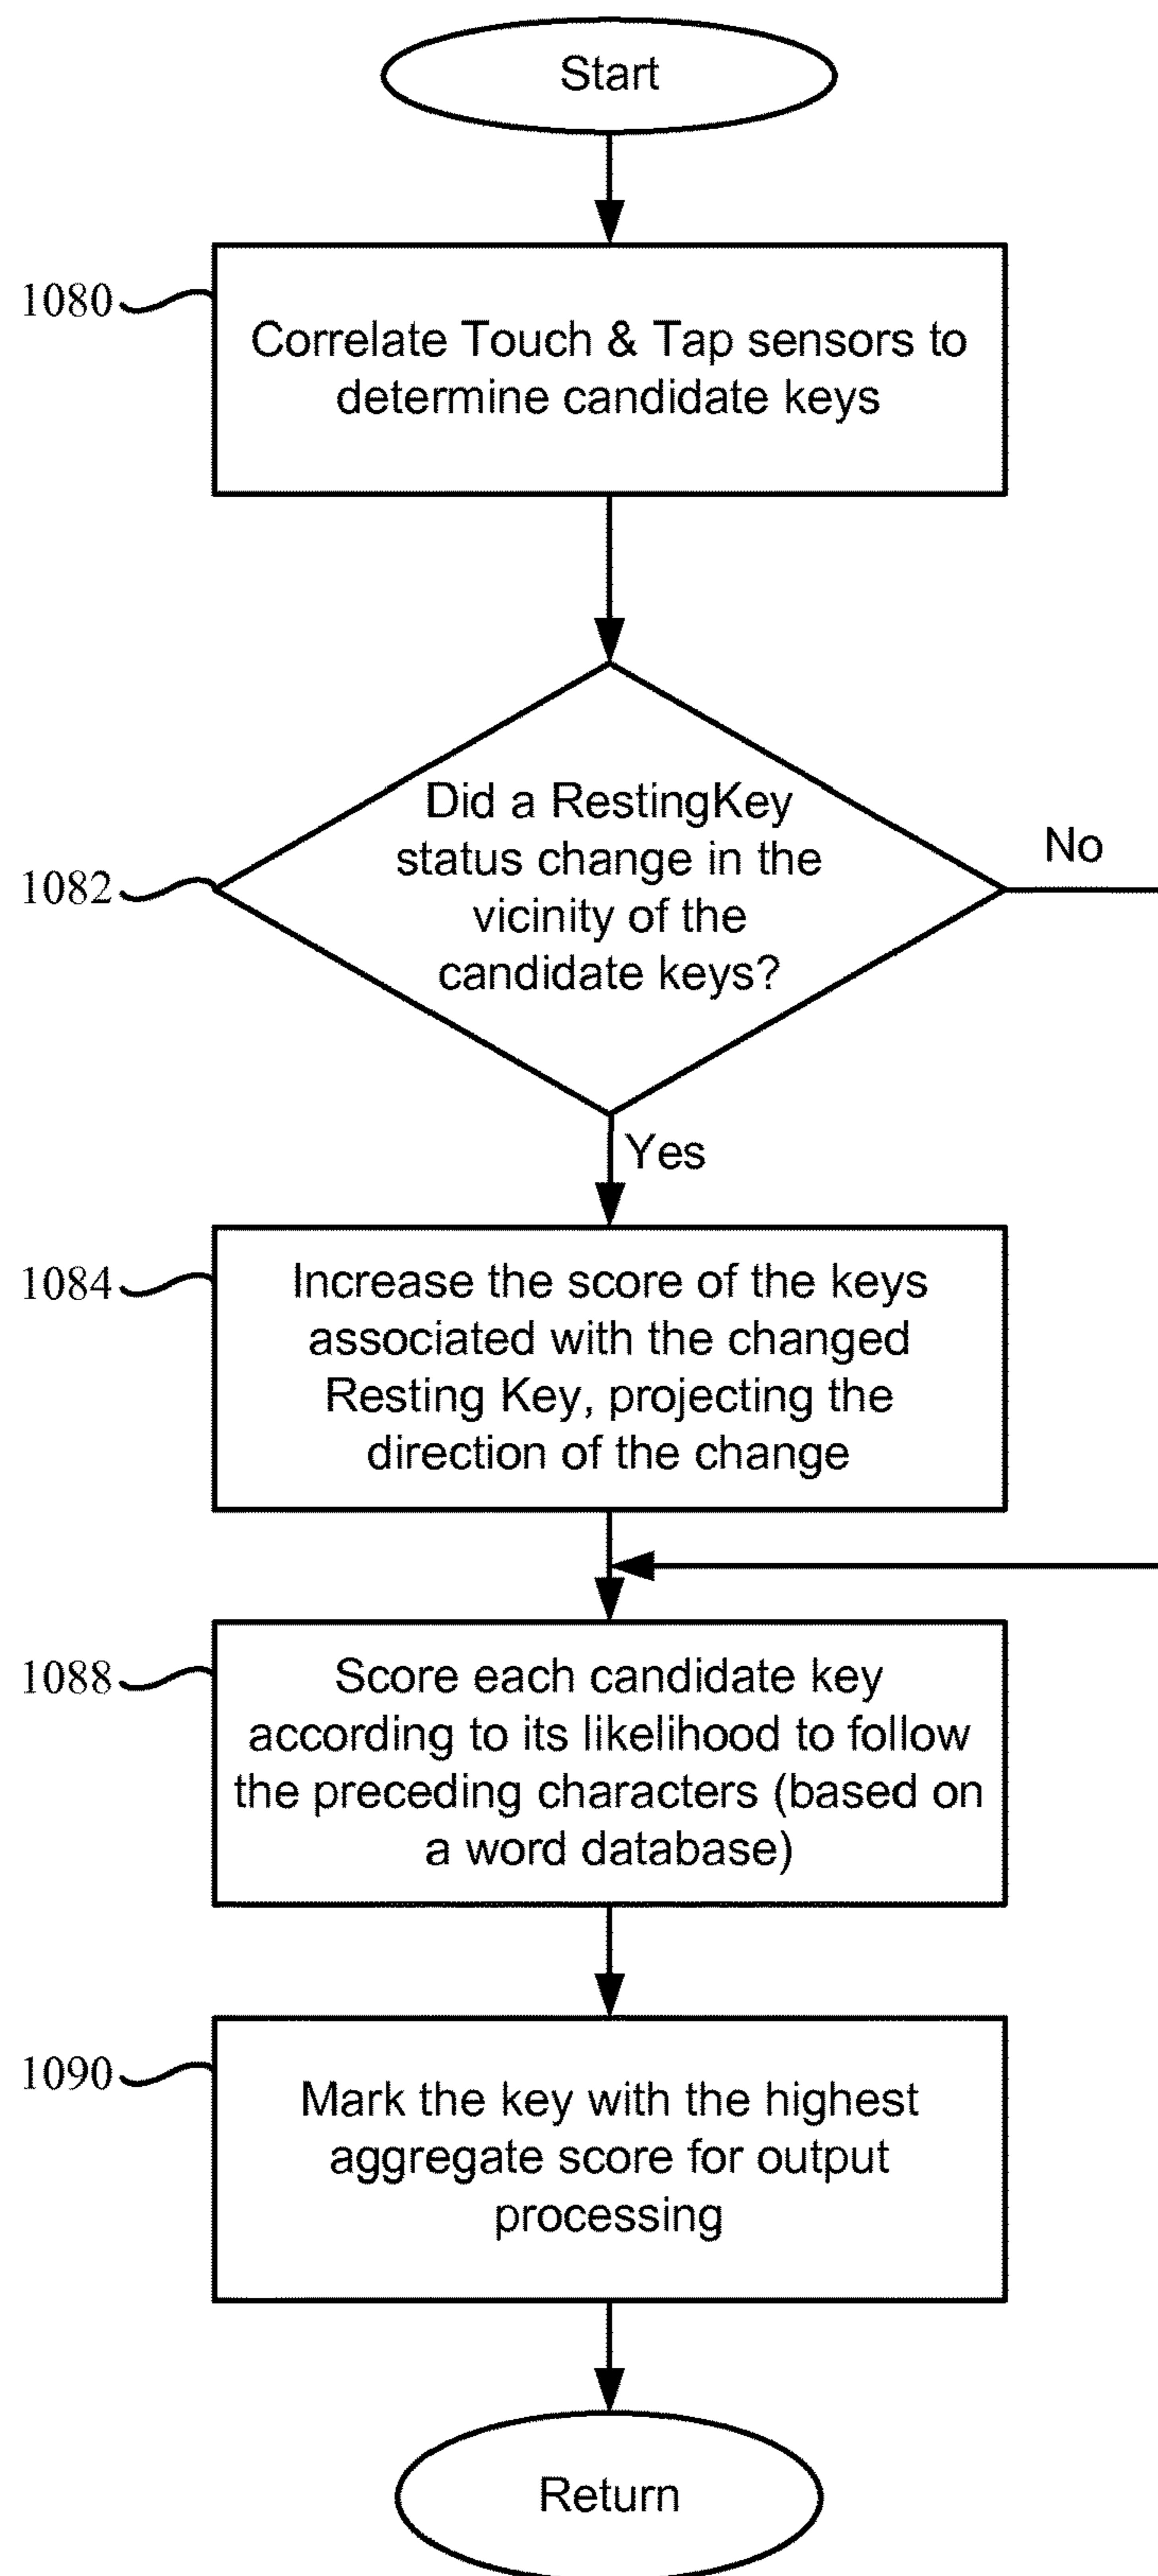 Start
1080
Correlate Touch & Tap sensors to
determine candidate keys
Did a RestingKey
status change in the
vicinity of the
candidate keys?
1082
No
Yes
1084
Increase the score of the keys
associated with the changed
Resting Key, projecting the
direction of the change
1088
Score each candidate key
according to its likelihood to follow
the preceding characters (based on
a word database)
1090
Mark the key with the highest
aggregate score for output
processing
Return